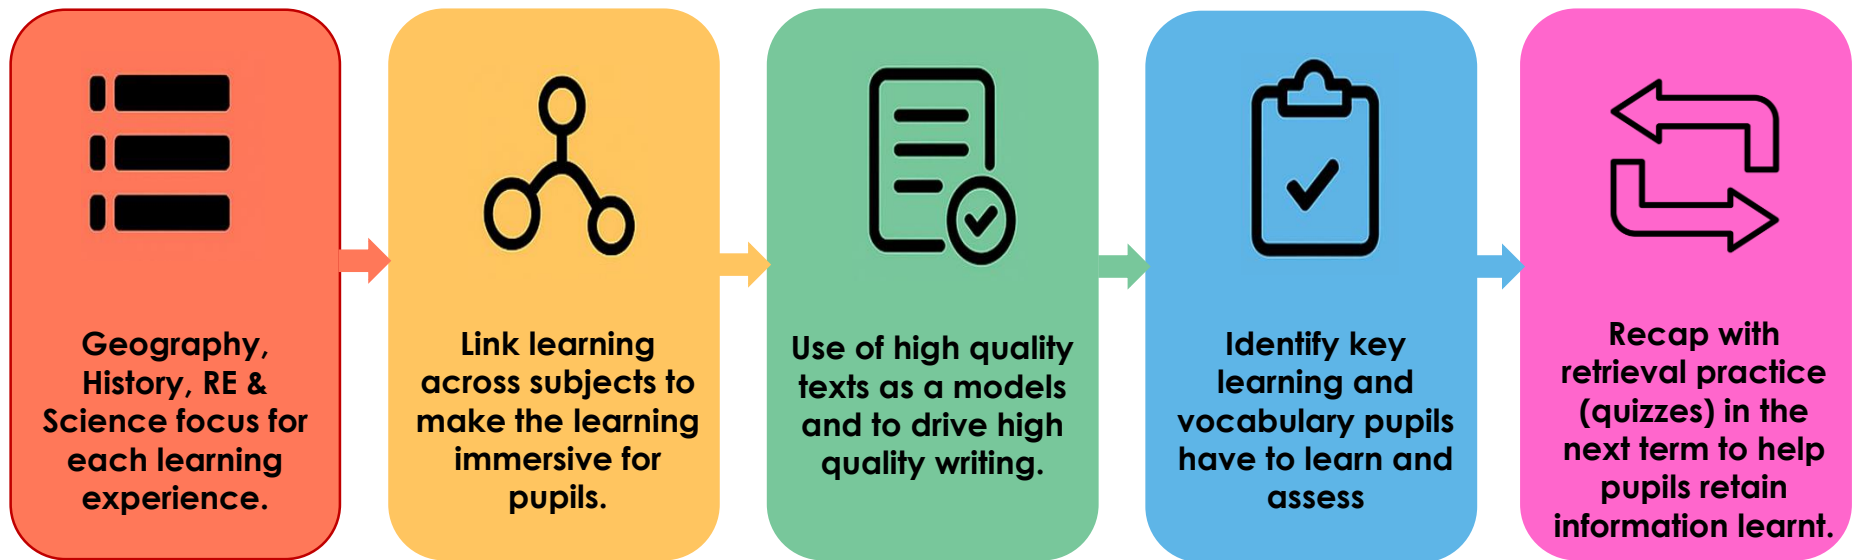 Geography,
History, RE &
Science focus for
each learning
experience.
Link learning
across subjects to
make the learning
immersive for
pupils.
Use of high quality
texts as a models
and to drive high
quality writing.
Identify key
learning and
vocabulary pupils
have to learn and
assess
Recap with
retrieval practice
(quizzes) in the
next term to help
pupils retain
information learnt.